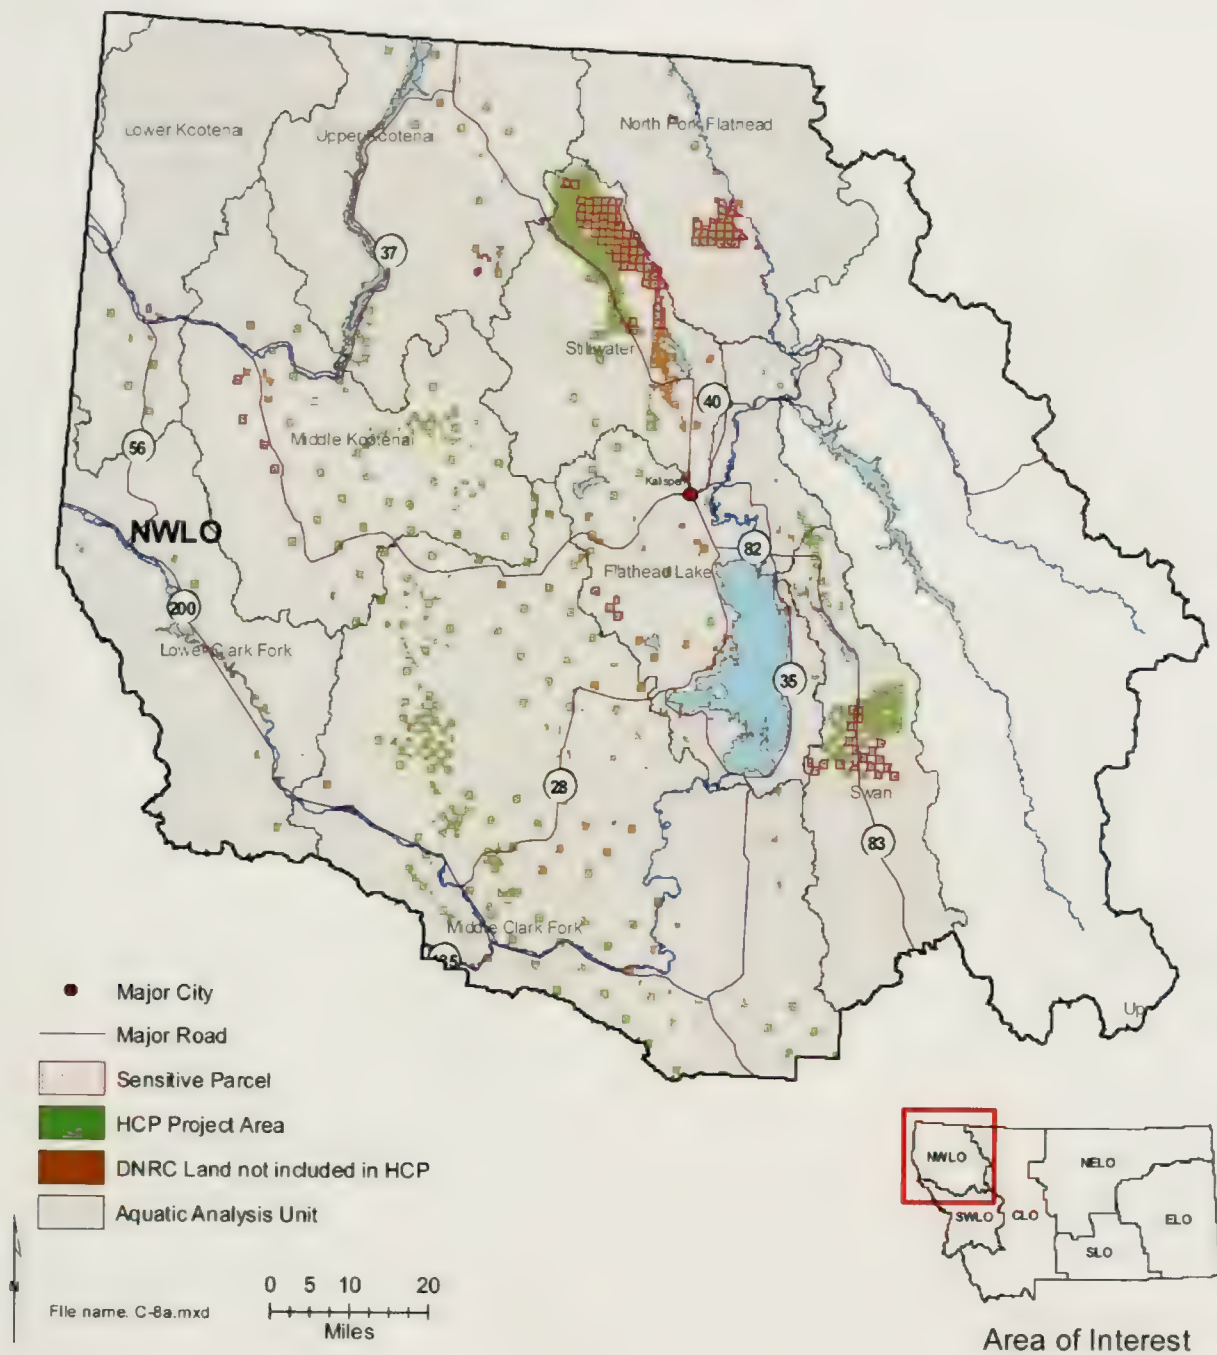 Lower Kootenai
Upper Kootenai
North Fork Flathead
37
Stillwater
40
56
Middle Kootenai
Kalispell
NWLO
82
Flathead Lake
200
Lower Clark Fork
35
28
Swan
83
Middle Clark Fork
Up
Major City
Major Road
Sensitive Parcel
HCP Project Area
DNRC Land not included in HCP
Aquatic Analysis Unit
N
File name. C-8a.mxd
0 5 10 20
Miles
NWLO
NELO
SWLO
CLO
ELO
SLO
Area of Interest